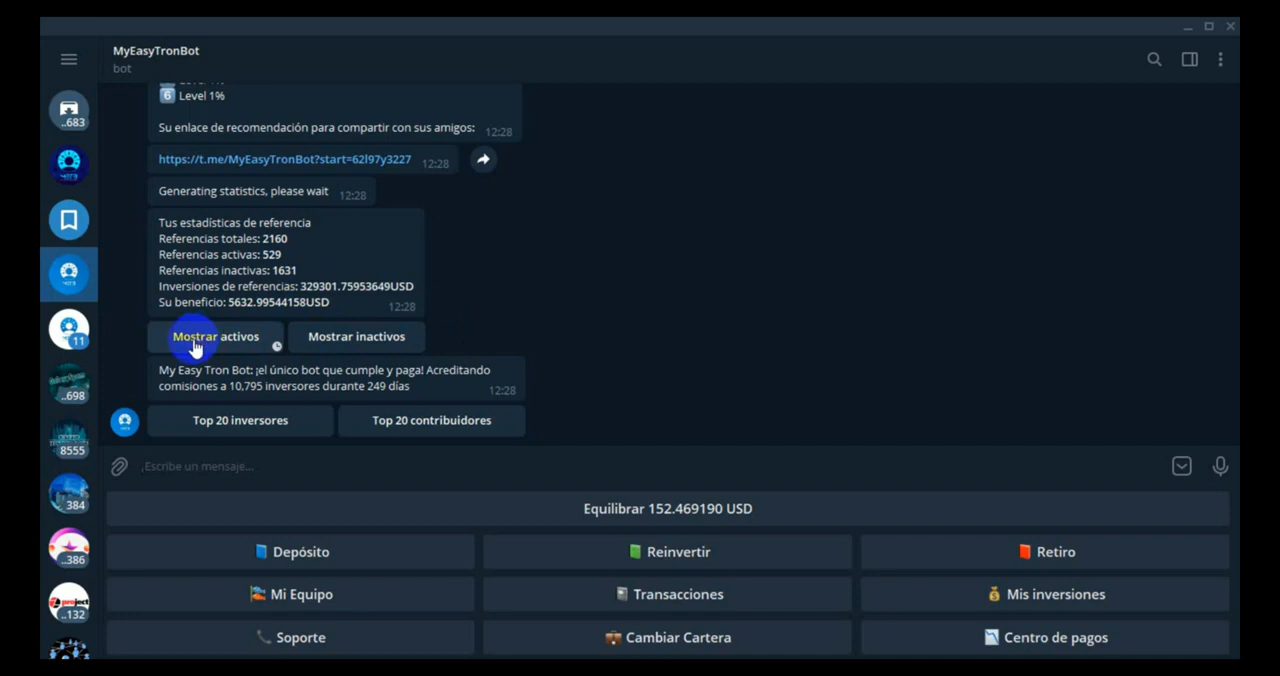 MyEasyTronBot
bot
6 Level 1%
Su enlace de recomendación para compartir con sus amigos: 12:28
https://t.me/MyEasyTronBot?start=62l97y3227 12:28
Generating statistics, please wait 12:28
Tus estadísticas de referencia
Referencias totales: 2160
Referencias activas: 529
Referencias inactivas: 1631
Inversiones de referencias: 329301.75953649USD
Su beneficio: 5632.99544158USD 12:28
Mostrar activos Mostrar inactivos
My Easy Tron Bot: ¡el único bot que cumple y paga! Acreditando
comisiones a 10,795 inversores durante 249 días 12:28
Top 20 inversores Top 20 contribuidores
Escribe un mensaje...
Equilibrar 152.469190 USD
Depósito Reinvertir Retiro
Mi Equipo Transacciones Mis inversiones
Soporte Cambiar Cartera Centro de pagos
..683
11
..698
8555
384
..386
project
..132